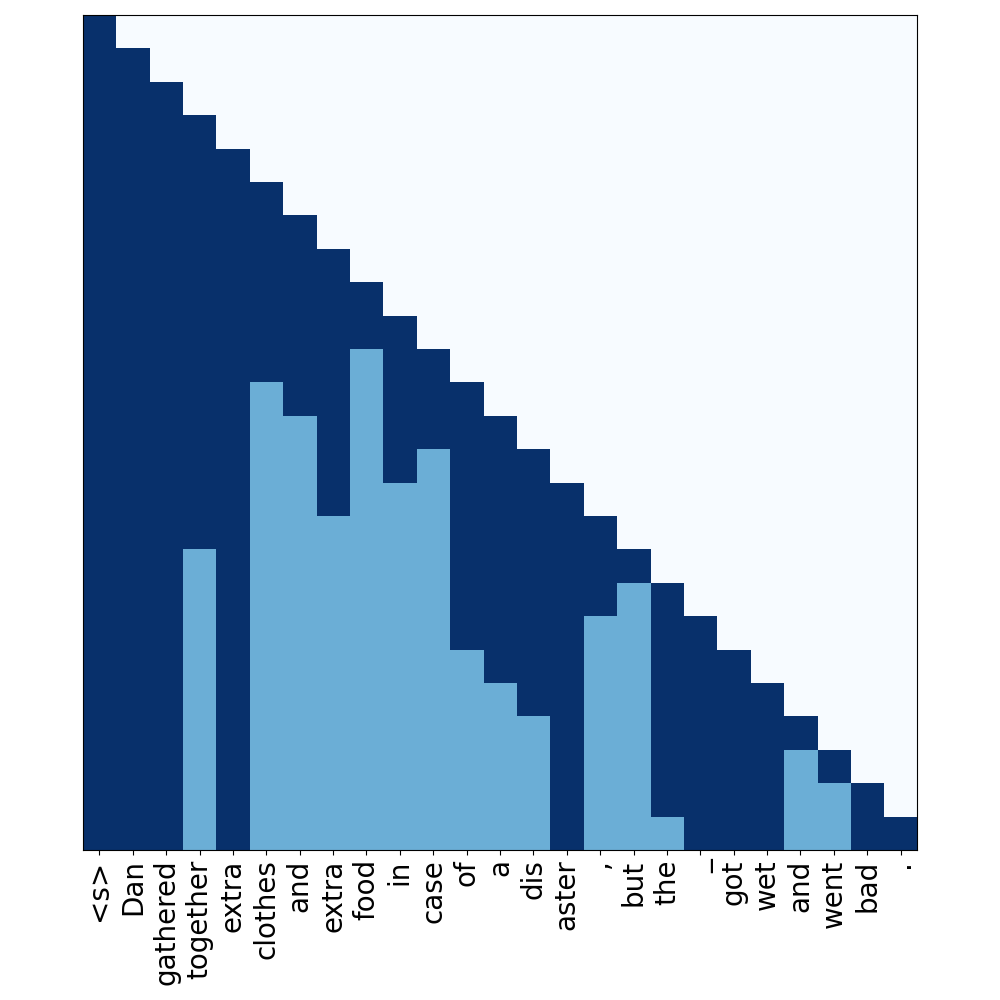 <s> Dan gathered together extra clothes and extra food in case of a dis aster , but the _ got wet and went bad .